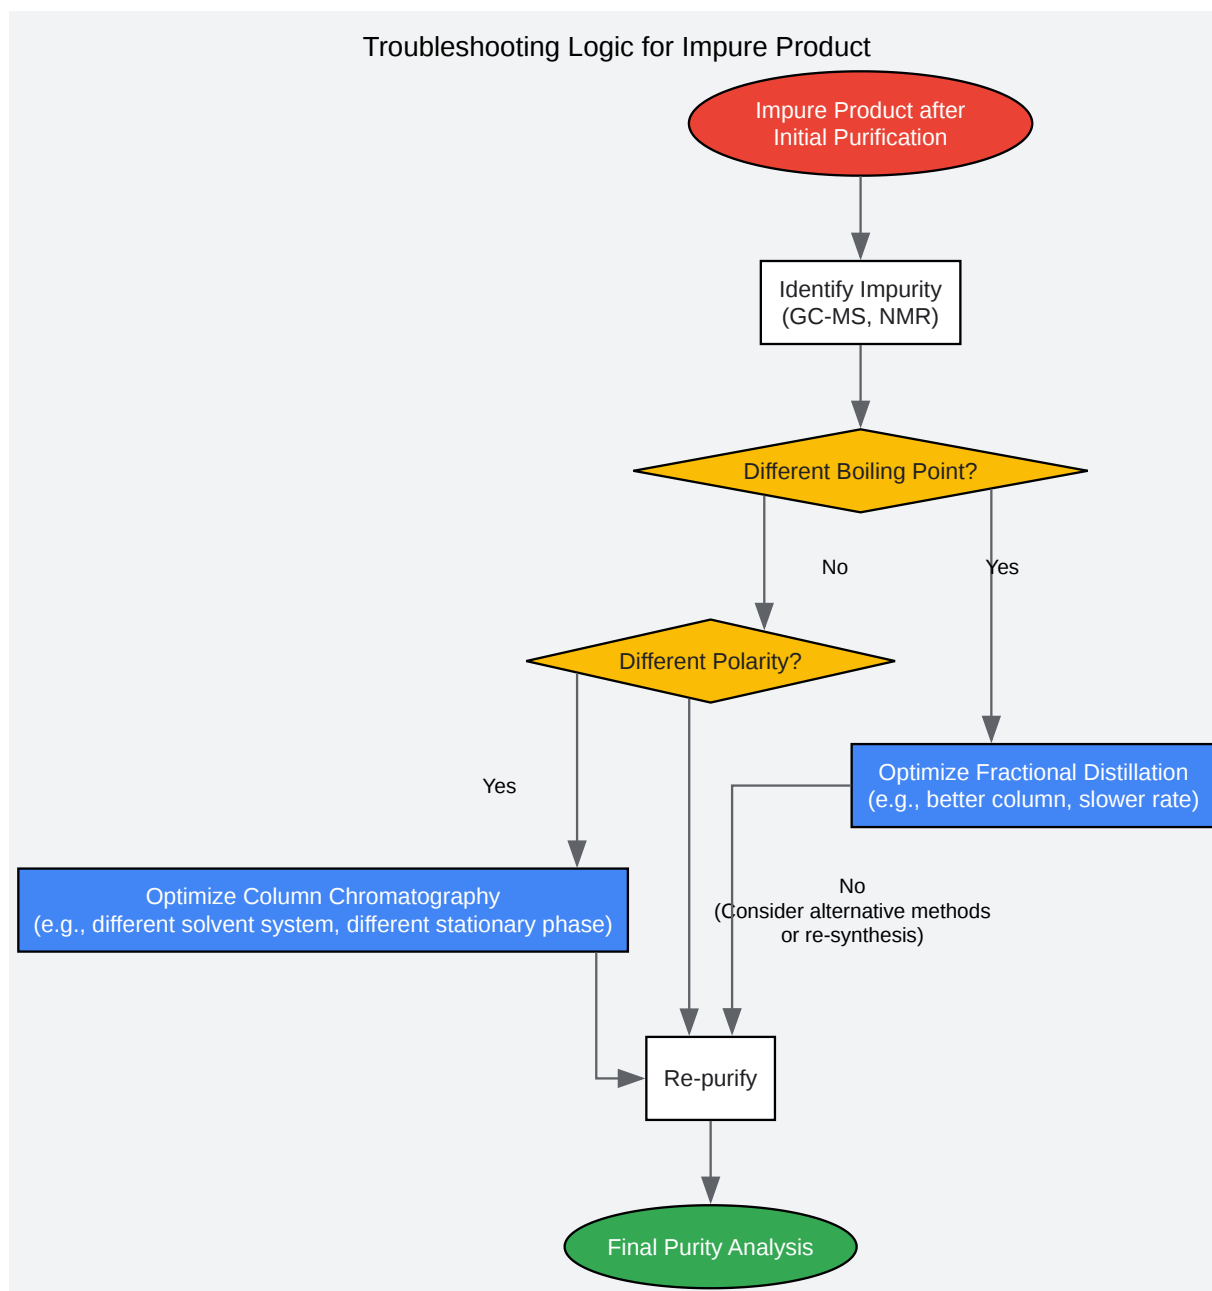 Troubleshooting Logic for Impure Product
Impure Product after
Initial Purification
Identify Impurity
(GC-MS, NMR)
Different Boiling Point?
No
Yes
Different Polarity?
Yes
Optimize Fractional Distillation
(e.g., better column, slower rate)
Optimize Column Chromatography
(e.g., different solvent system, different stationary phase)
No
(Consider alternative methods
or re-synthesis)
Re-purify
Final Purity Analysis